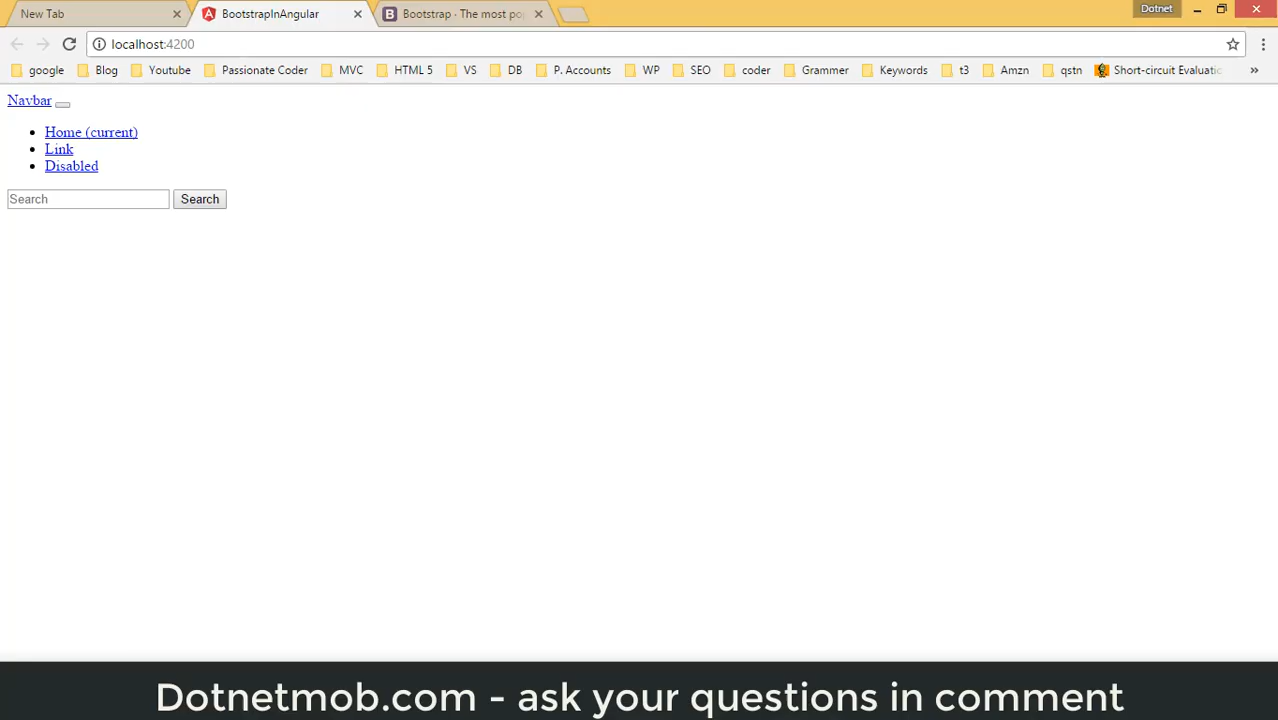 New Tab
BootstrapInAngular
Bootstrap · The most po
Dotnet
localhost:4200
google
Blog
Youtube
Passionate Coder
MVC
HTML 5
VS
DB
P. Accounts
WP
SEO
coder
Grammer
Keywords
t3
Amzn
qstn
Short-circuit Evaluatic
»
Navbar
Home (current)
Link
Disabled
Search
Search
Dotnetmob.com - ask your questions in comment